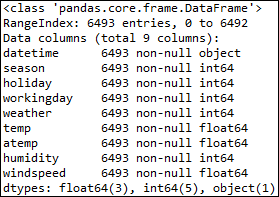 <class 'pandas.core.frame.DataFrame'>
RangeIndex: 6493 entries, 0 to 6492
Data columns (total 9 columns):
datetime 6493 non-null object
season 6493 non-null int64
holiday 6493 non-null int64
workingday 6493 non-null int64
weather 6493 non-null int64
temp 6493 non-null float64
atemp 6493 non-null float64
humidity 6493 non-null int64
windspeed 6493 non-null float64
dtypes: float64(3), int64(5), object(1)